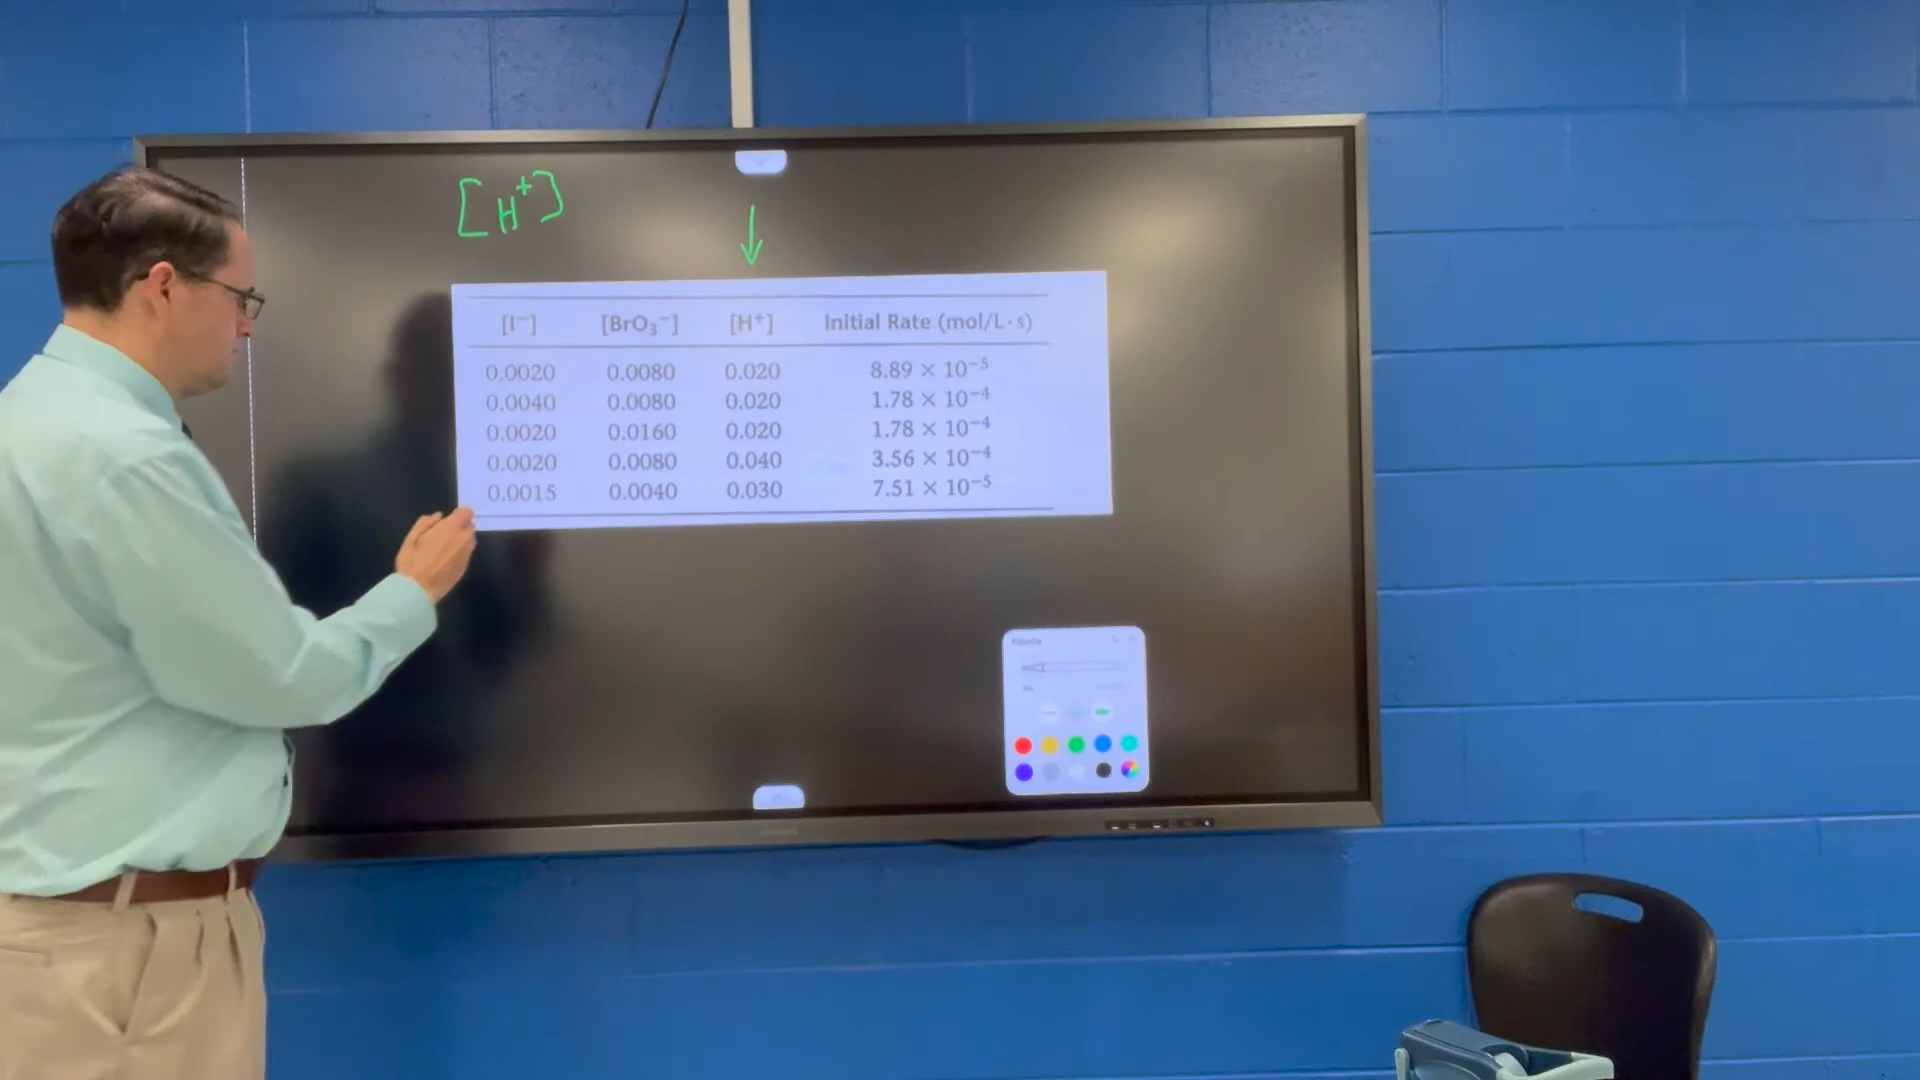 [H⁺]
↓
[I⁻] [BrO₃⁻] [H⁺] Initial Rate (mol/L·s)
0.0020 0.0080 0.020 8.89 × 10⁻⁵
0.0040 0.0080 0.020 1.78 × 10⁻⁴
0.0020 0.0160 0.020 1.78 × 10⁻⁴
0.0020 0.0080 0.040 3.56 × 10⁻⁴
0.0015 0.0040 0.030 7.51 × 10⁻⁵
Palette